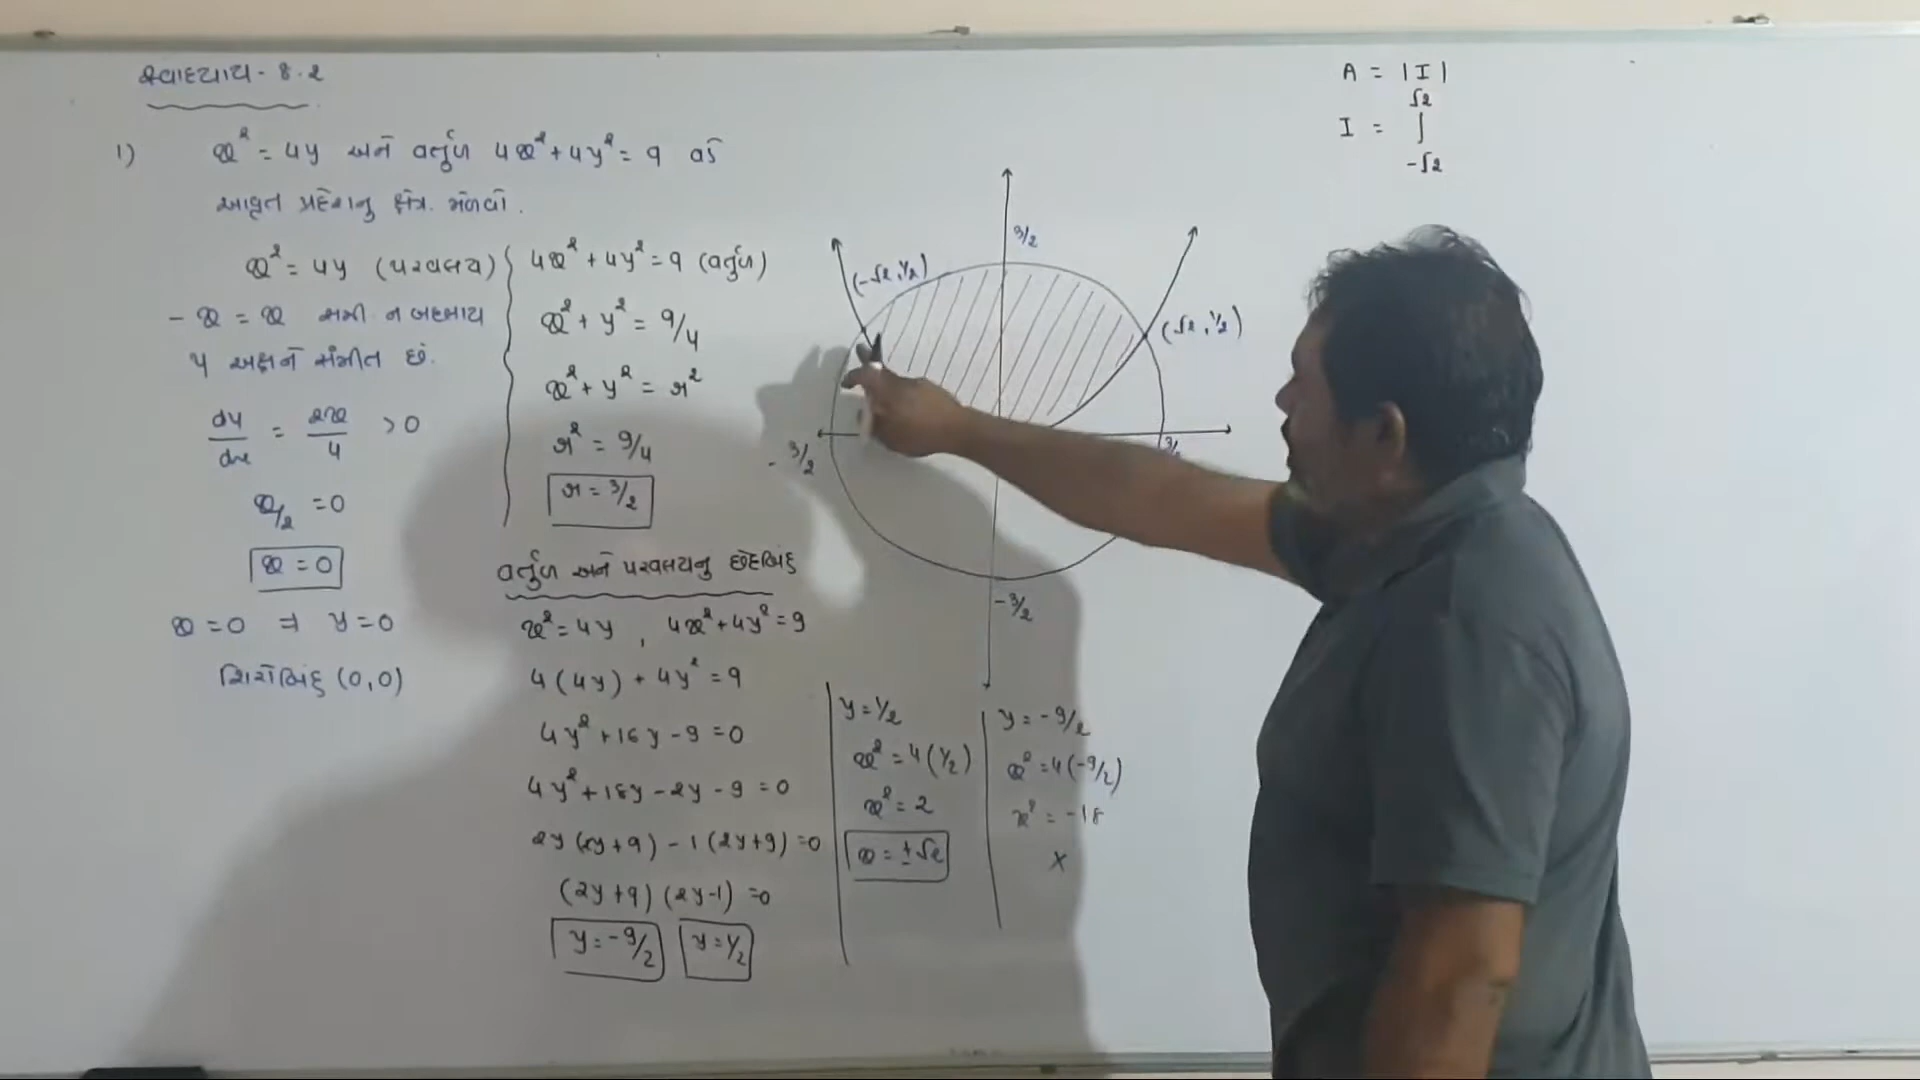 સ્વાધ્યાય - 8.2
1) x² = 4y અને વર્તુળ 4x² + 4y² = 9 વડે
આવૃત્ત પ્રદેશનુ ક્ષેત્ર. મેળવો.
x² = 4y (પરવલય)
- x = x
y અક્ષને સંમીત છે.
dy/dx = 2x/4 > 0
x/2 = 0
x = 0
x = 0 ⇒ y = 0
શિરોબિંદુ (0,0)
4x² + 4y² = 9 (વર્તુળ)
x² + y² = 9/4
x² + y² = r²
r² = 9/4
r = 3/2
વર્તુળ અને પરવલયનુ છેદબિંદુ
x² = 4y , 4x² + 4y² = 9
4(4y) + 4y² = 9
4y² + 16y - 9 = 0
4y² + 18y - 2y - 9 = 0
2y(2y+9) - 1(2y+9) = 0
(2y+9) (2y-1) = 0
y = -9/2 y = 1/2
y = 1/2
x² = 4(1/2)
x² = 2
x = ±√2
y = -9/2
x² = 4(-9/2)
x² = -18
×
3/2
(-√2, 1/2)
(√2, 1/2)
- 3/2
3/2
- 3/2
A = |I|
I = ∫
√2
-√2